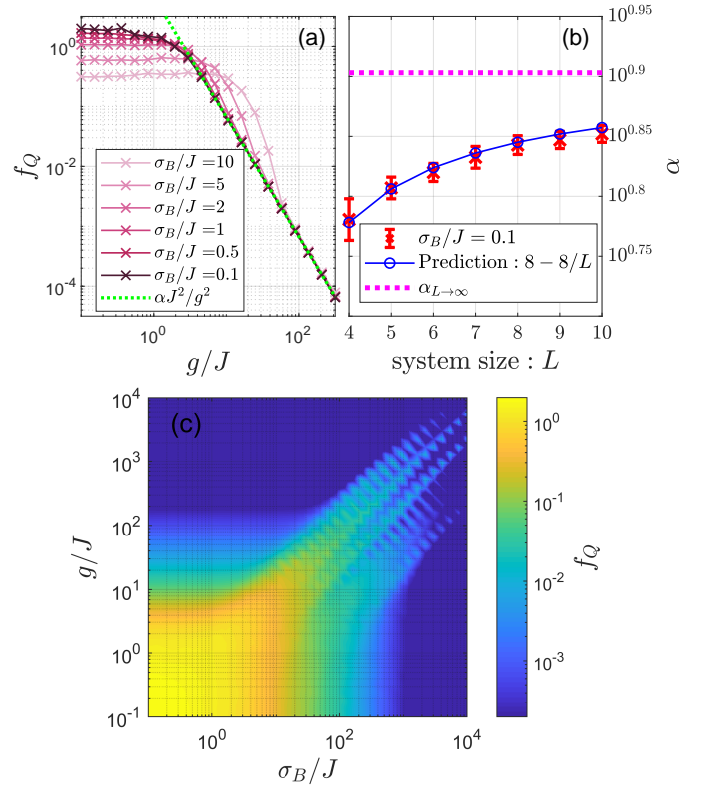 (a)
10^0
10^-2
10^-4
f_Q
σ_B/J =10
σ_B/J =5
σ_B/J =2
σ_B/J =1
σ_B/J =0.5
σ_B/J =0.1
αJ^2/g^2
10^0
10^2
g/J
(b)
10^0.95
10^0.9
10^0.85
10^0.8
10^0.75
α
σ_B/J = 0.1
Prediction : 8 − 8/L
α_L→∞
4 5 6 7 8 9 10
system size : L
(c)
10^4
10^3
10^2
10^1
10^0
10^-1
g/J
10^0 10^2 10^4
σ_B/J
10^0
10^-1
10^-2
10^-3
f_Q